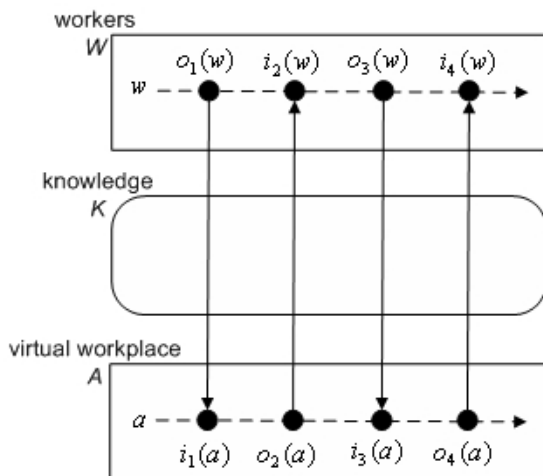 workers
W
o₁(w) i₂(w) o₃(w) i₄(w)
w
knowledge
K
virtual workplace
A
a
i₁(a) o₂(a) i₃(a) o₄(a)